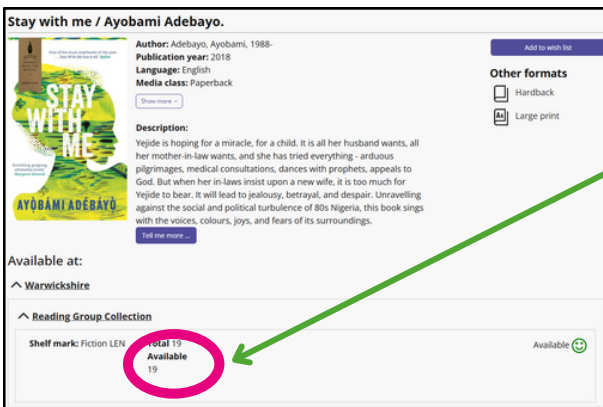 Stay with me / Ayobami Adebayo.
STAY
WITH
ME
AYỌ̀BÁMI ADÉBÁYỌ̀
Author: Adebayo, Ayobami, 1988-
Publication year: 2018
Language: English
Media class: Paperback
Show more
Description:
Yejide is hoping for a miracle, for a child. It is all her husband wants, all
her mother-in-law wants, and she has tried everything - arduous
pilgrimages, medical consultations, dances with prophets, appeals to
God. But when her in-laws insist upon a new wife, it is too much for
Yejide to bear. It will lead to jealousy, betrayal, and despair. Unravelling
against the social and political turbulence of 80s Nigeria, this book sings
with the voices, colours, joys, and fears of its surroundings.
Tell me more ...
Add to wish list
Other formats
Hardback
Large print
Available at:
Warwickshire
Reading Group Collection
Shelf mark: Fiction LEN
Total 19
Available
19
Available